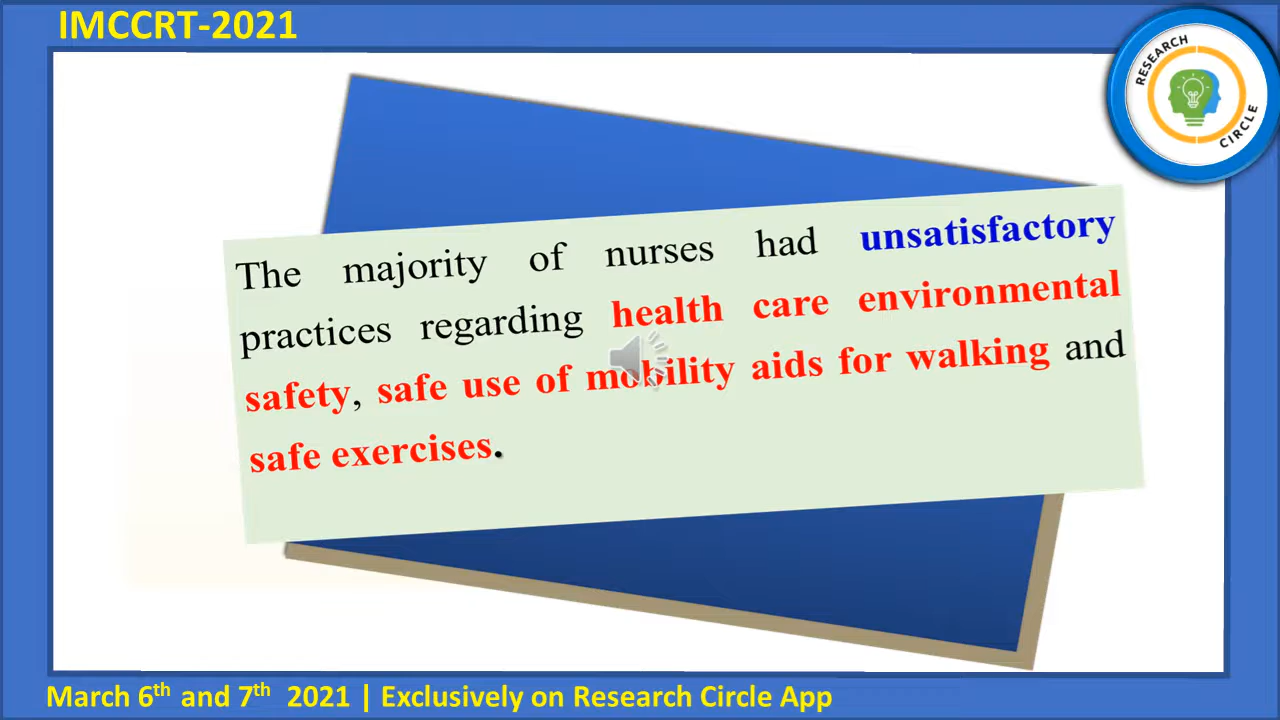 IMCCRT-2021
RESEARCH
CIRCLE
The majority of nurses had unsatisfactory
practices regarding health care environmental
safety, safe use of mobility aids for walking and
safe exercises.
March 6th and 7th 2021 | Exclusively on Research Circle App